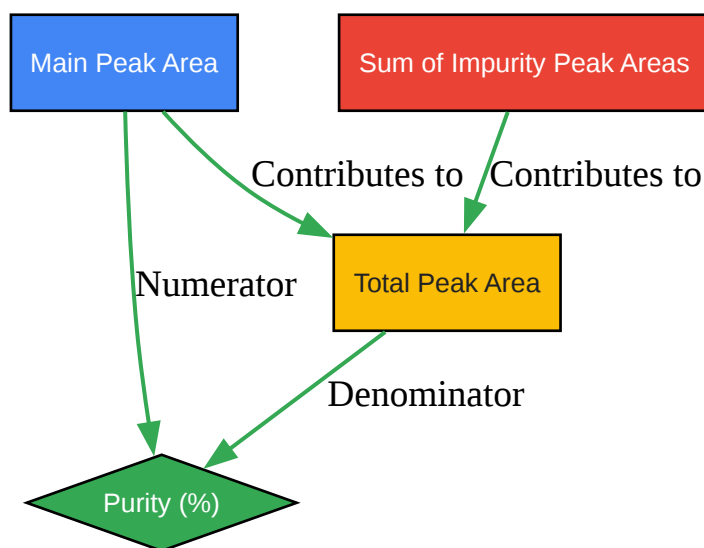 Main Peak Area
Sum of Impurity Peak Areas
Contributes to
Contributes to
Numerator
Total Peak Area
Denominator
Purity (%)